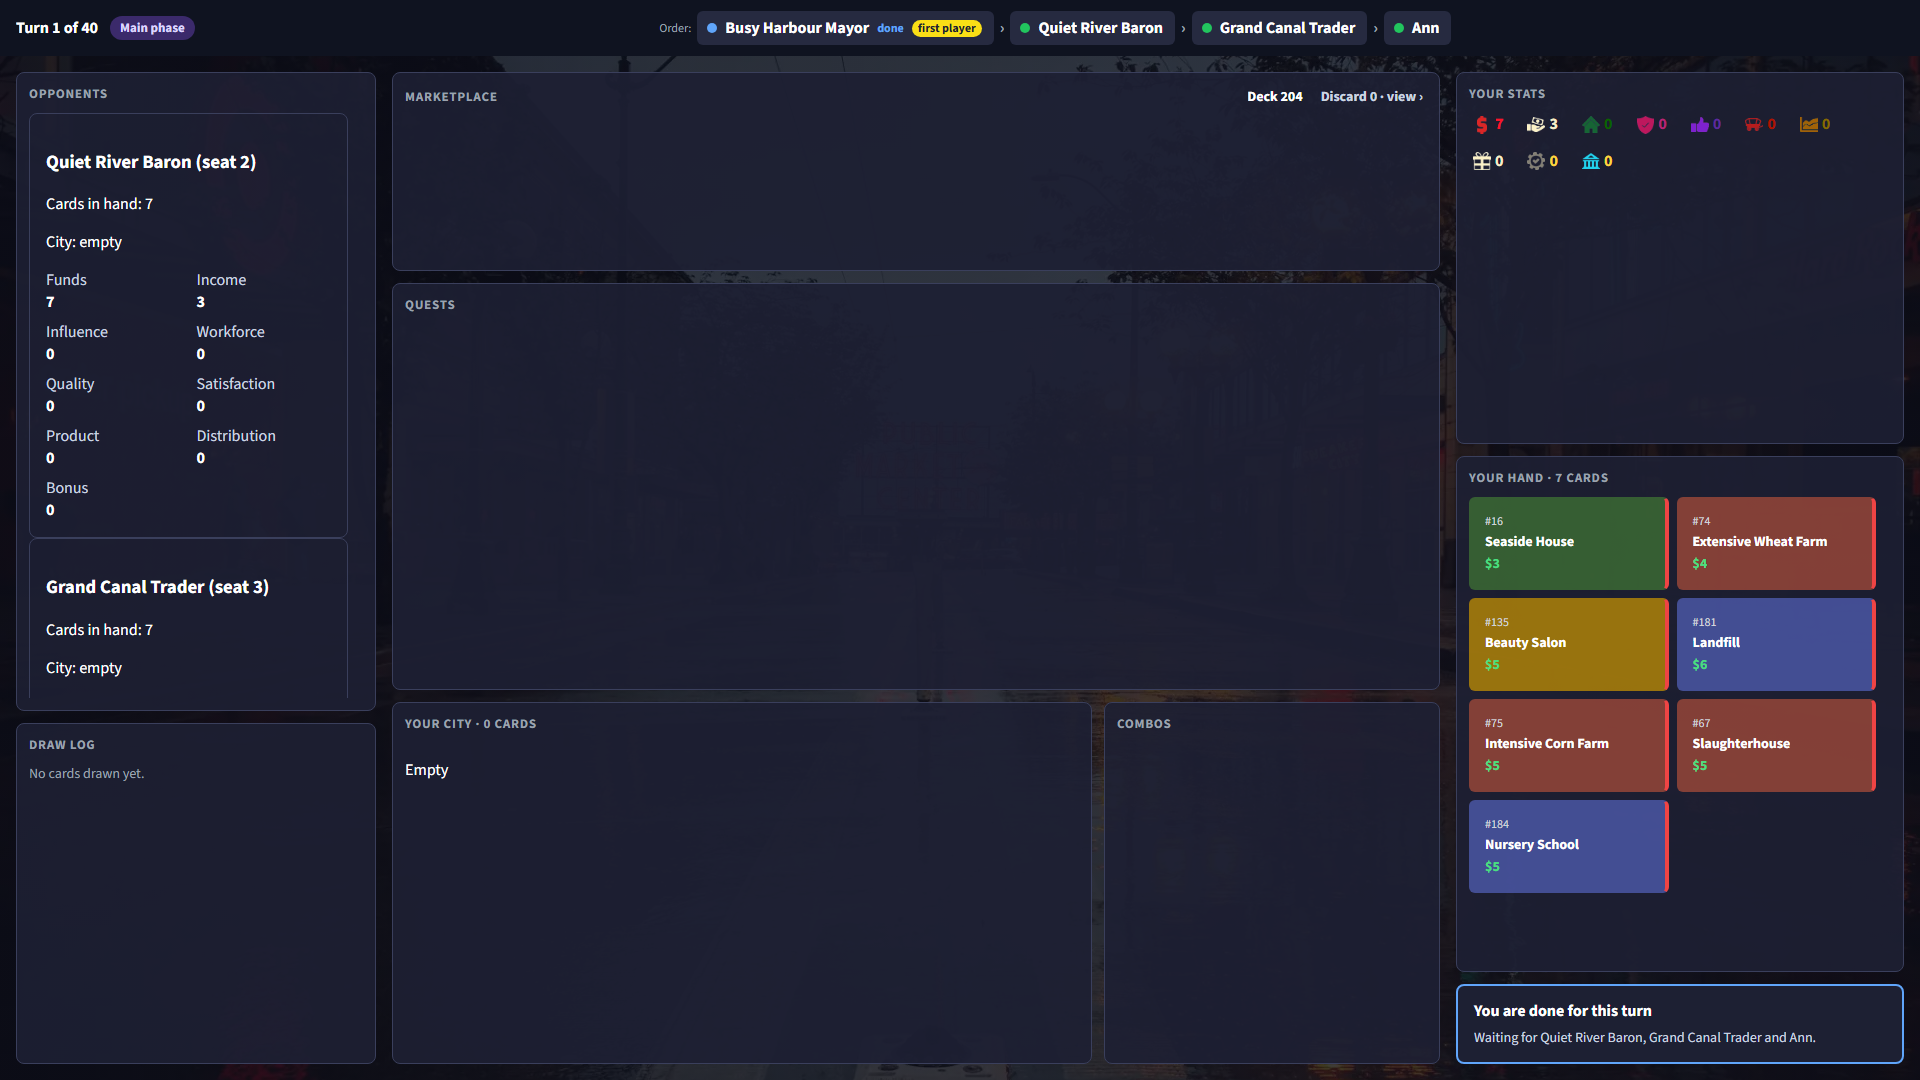 Turn 1 of 40 Main phase
Order: Busy Harbour Mayor done first player › Quiet River Baron › Grand Canal Trader › Ann
OPPONENTS
Quiet River Baron (seat 2)
Cards in hand: 7
City: empty
Funds Income
7 3
Influence Workforce
0 0
Quality Satisfaction
0 0
Product Distribution
0 0
Bonus
0
Grand Canal Trader (seat 3)
Cards in hand: 7
City: empty
DRAW LOG
No cards drawn yet.
MARKETPLACE Deck 204 Discard 0 · view ›
QUESTS
YOUR CITY · 0 CARDS
Empty
COMBOS
YOUR STATS
7 3 0 0 0 0 0
0 0 0
YOUR HAND · 7 CARDS
#16
Seaside House
$3
#74
Extensive Wheat Farm
$4
#135
Beauty Salon
$5
#181
Landfill
$6
#75
Intensive Corn Farm
$5
#67
Slaughterhouse
$5
#184
Nursery School
$5
You are done for this turn
Waiting for Quiet River Baron, Grand Canal Trader and Ann.